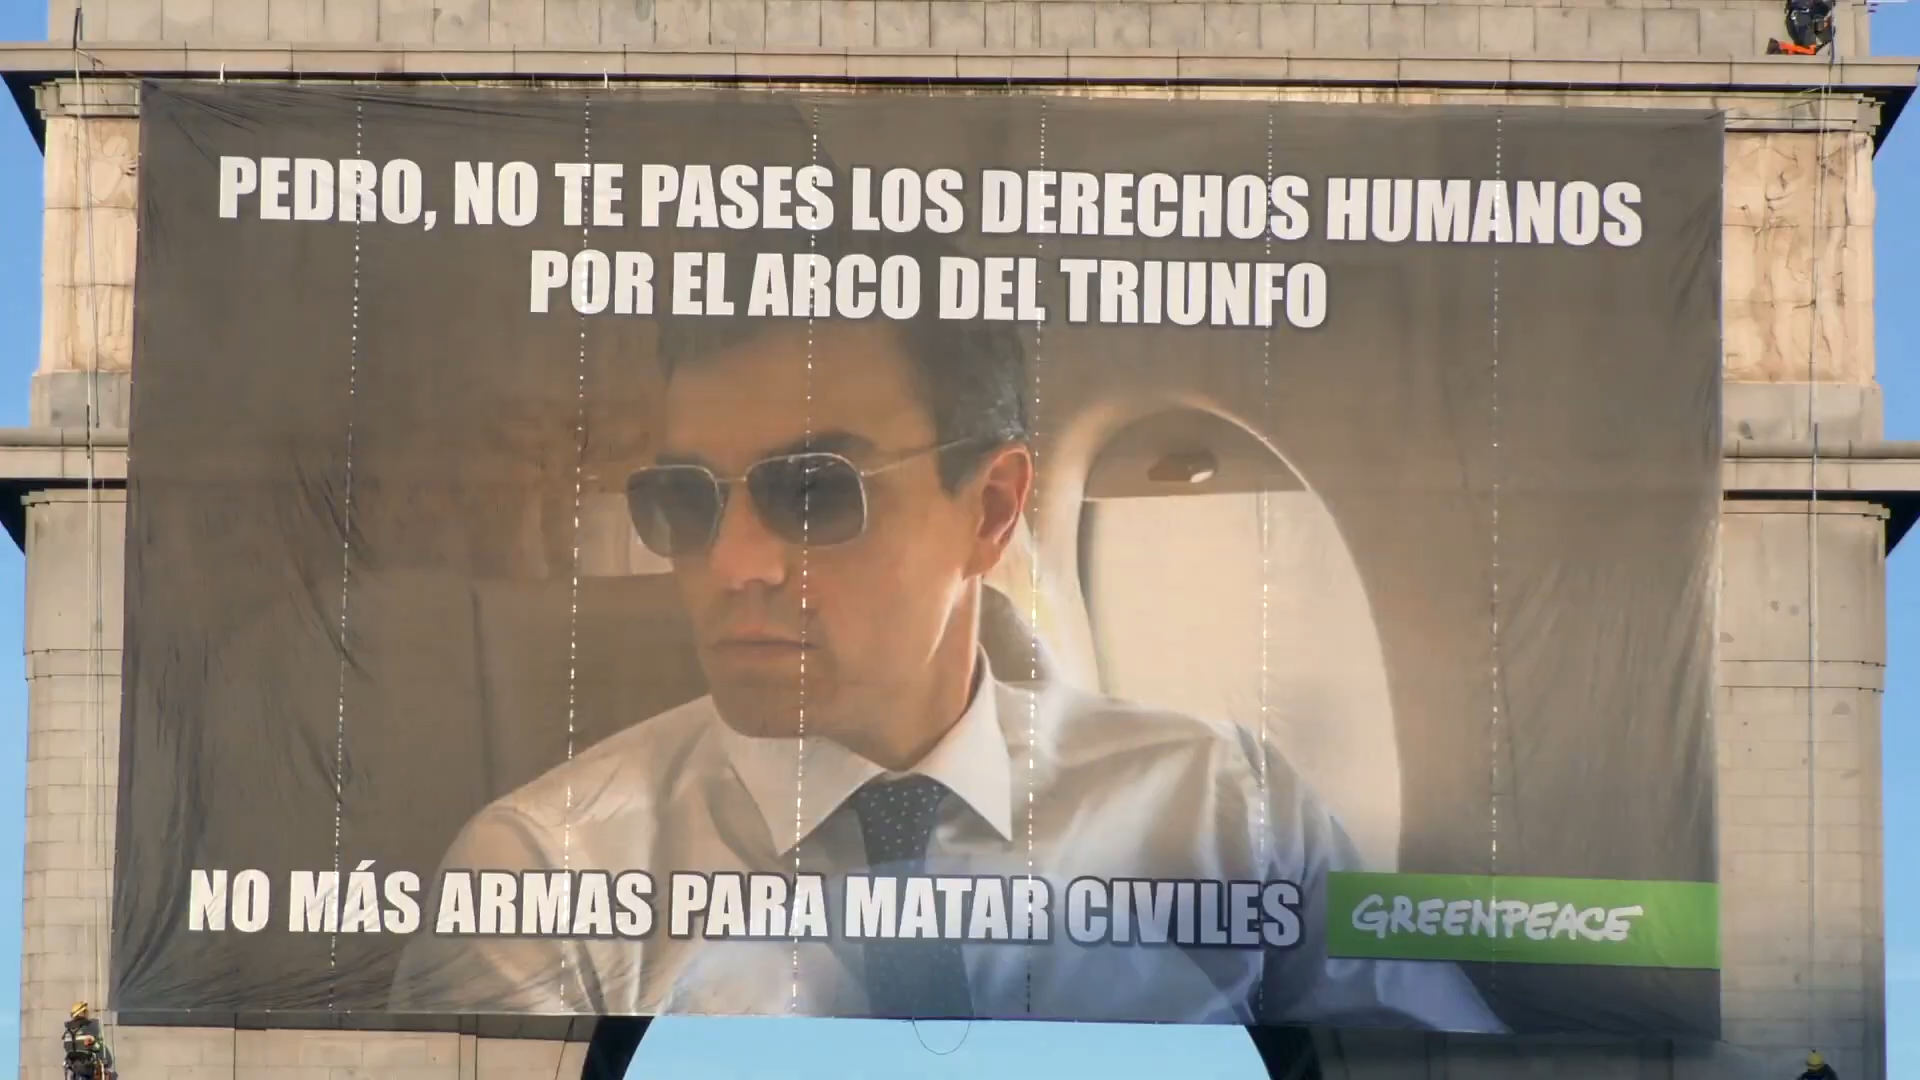 PEDRO, NO TE PASES LOS DERECHOS HUMANOS
POR EL ARCO DEL TRIUNFO
NO MÁS ARMAS PARA MATAR CIVILES
GREENPEACE